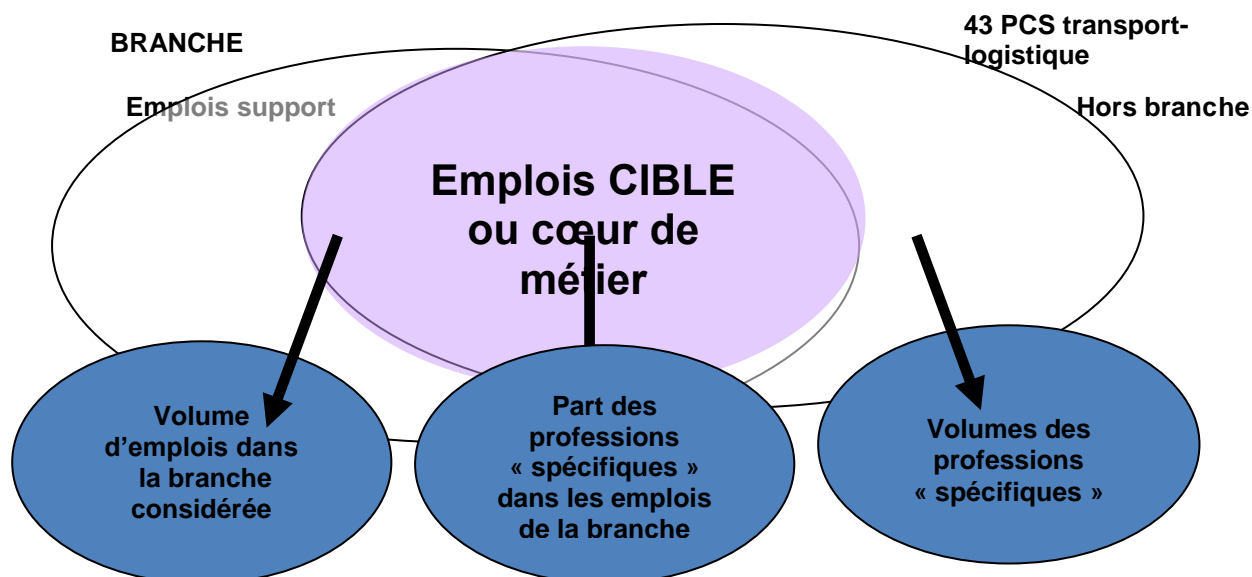 BRANCHE
43 PCS transport-
logistique
Emplois support
Hors branche
Emplois CIBLE
ou cœur de
métier
Volume
d’emplois dans
la branche
considérée
Part des
professions
« spécifiques »
dans les emplois
de la branche
Volumes des
professions
« spécifiques »